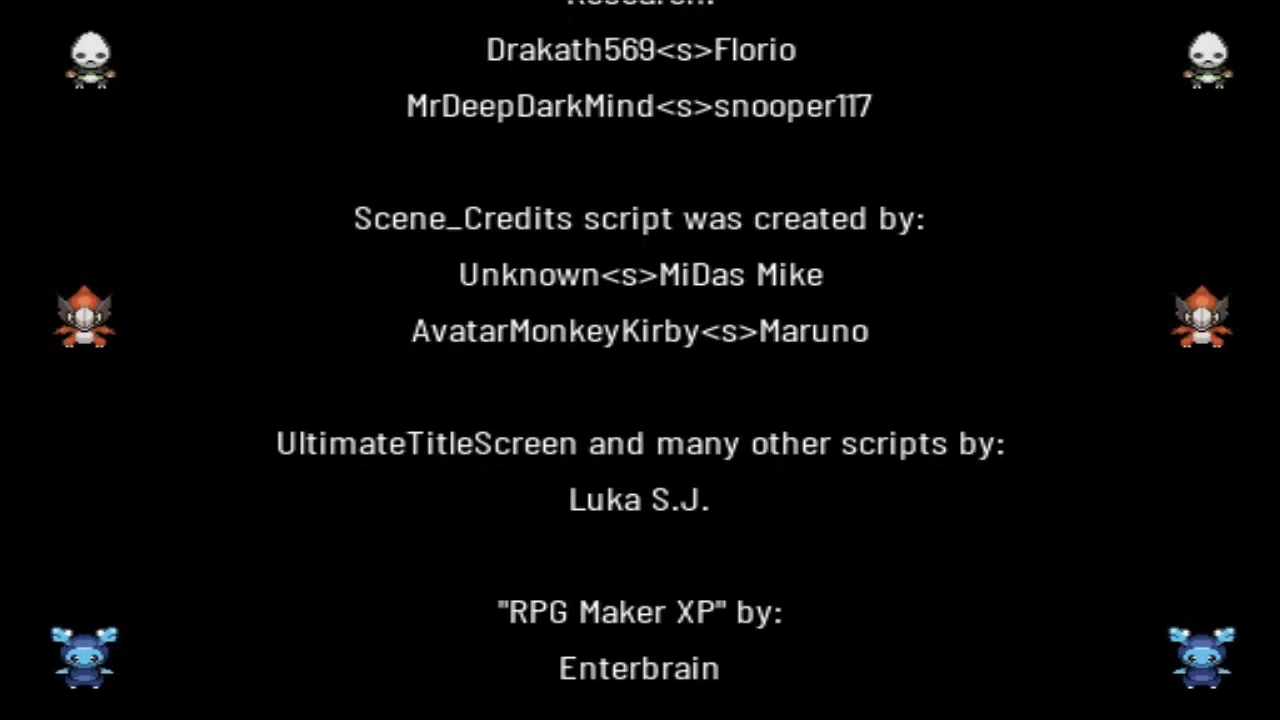 Research:
Drakath569<s>Florio
MrDeepDarkMind<s>snooper117
Scene_Credits script was created by:
Unknown<s>MiDas Mike
AvatarMonkeyKirby<s>Maruno
UltimateTitleScreen and many other scripts by:
Luka S.J.
"RPG Maker XP" by:
Enterbrain